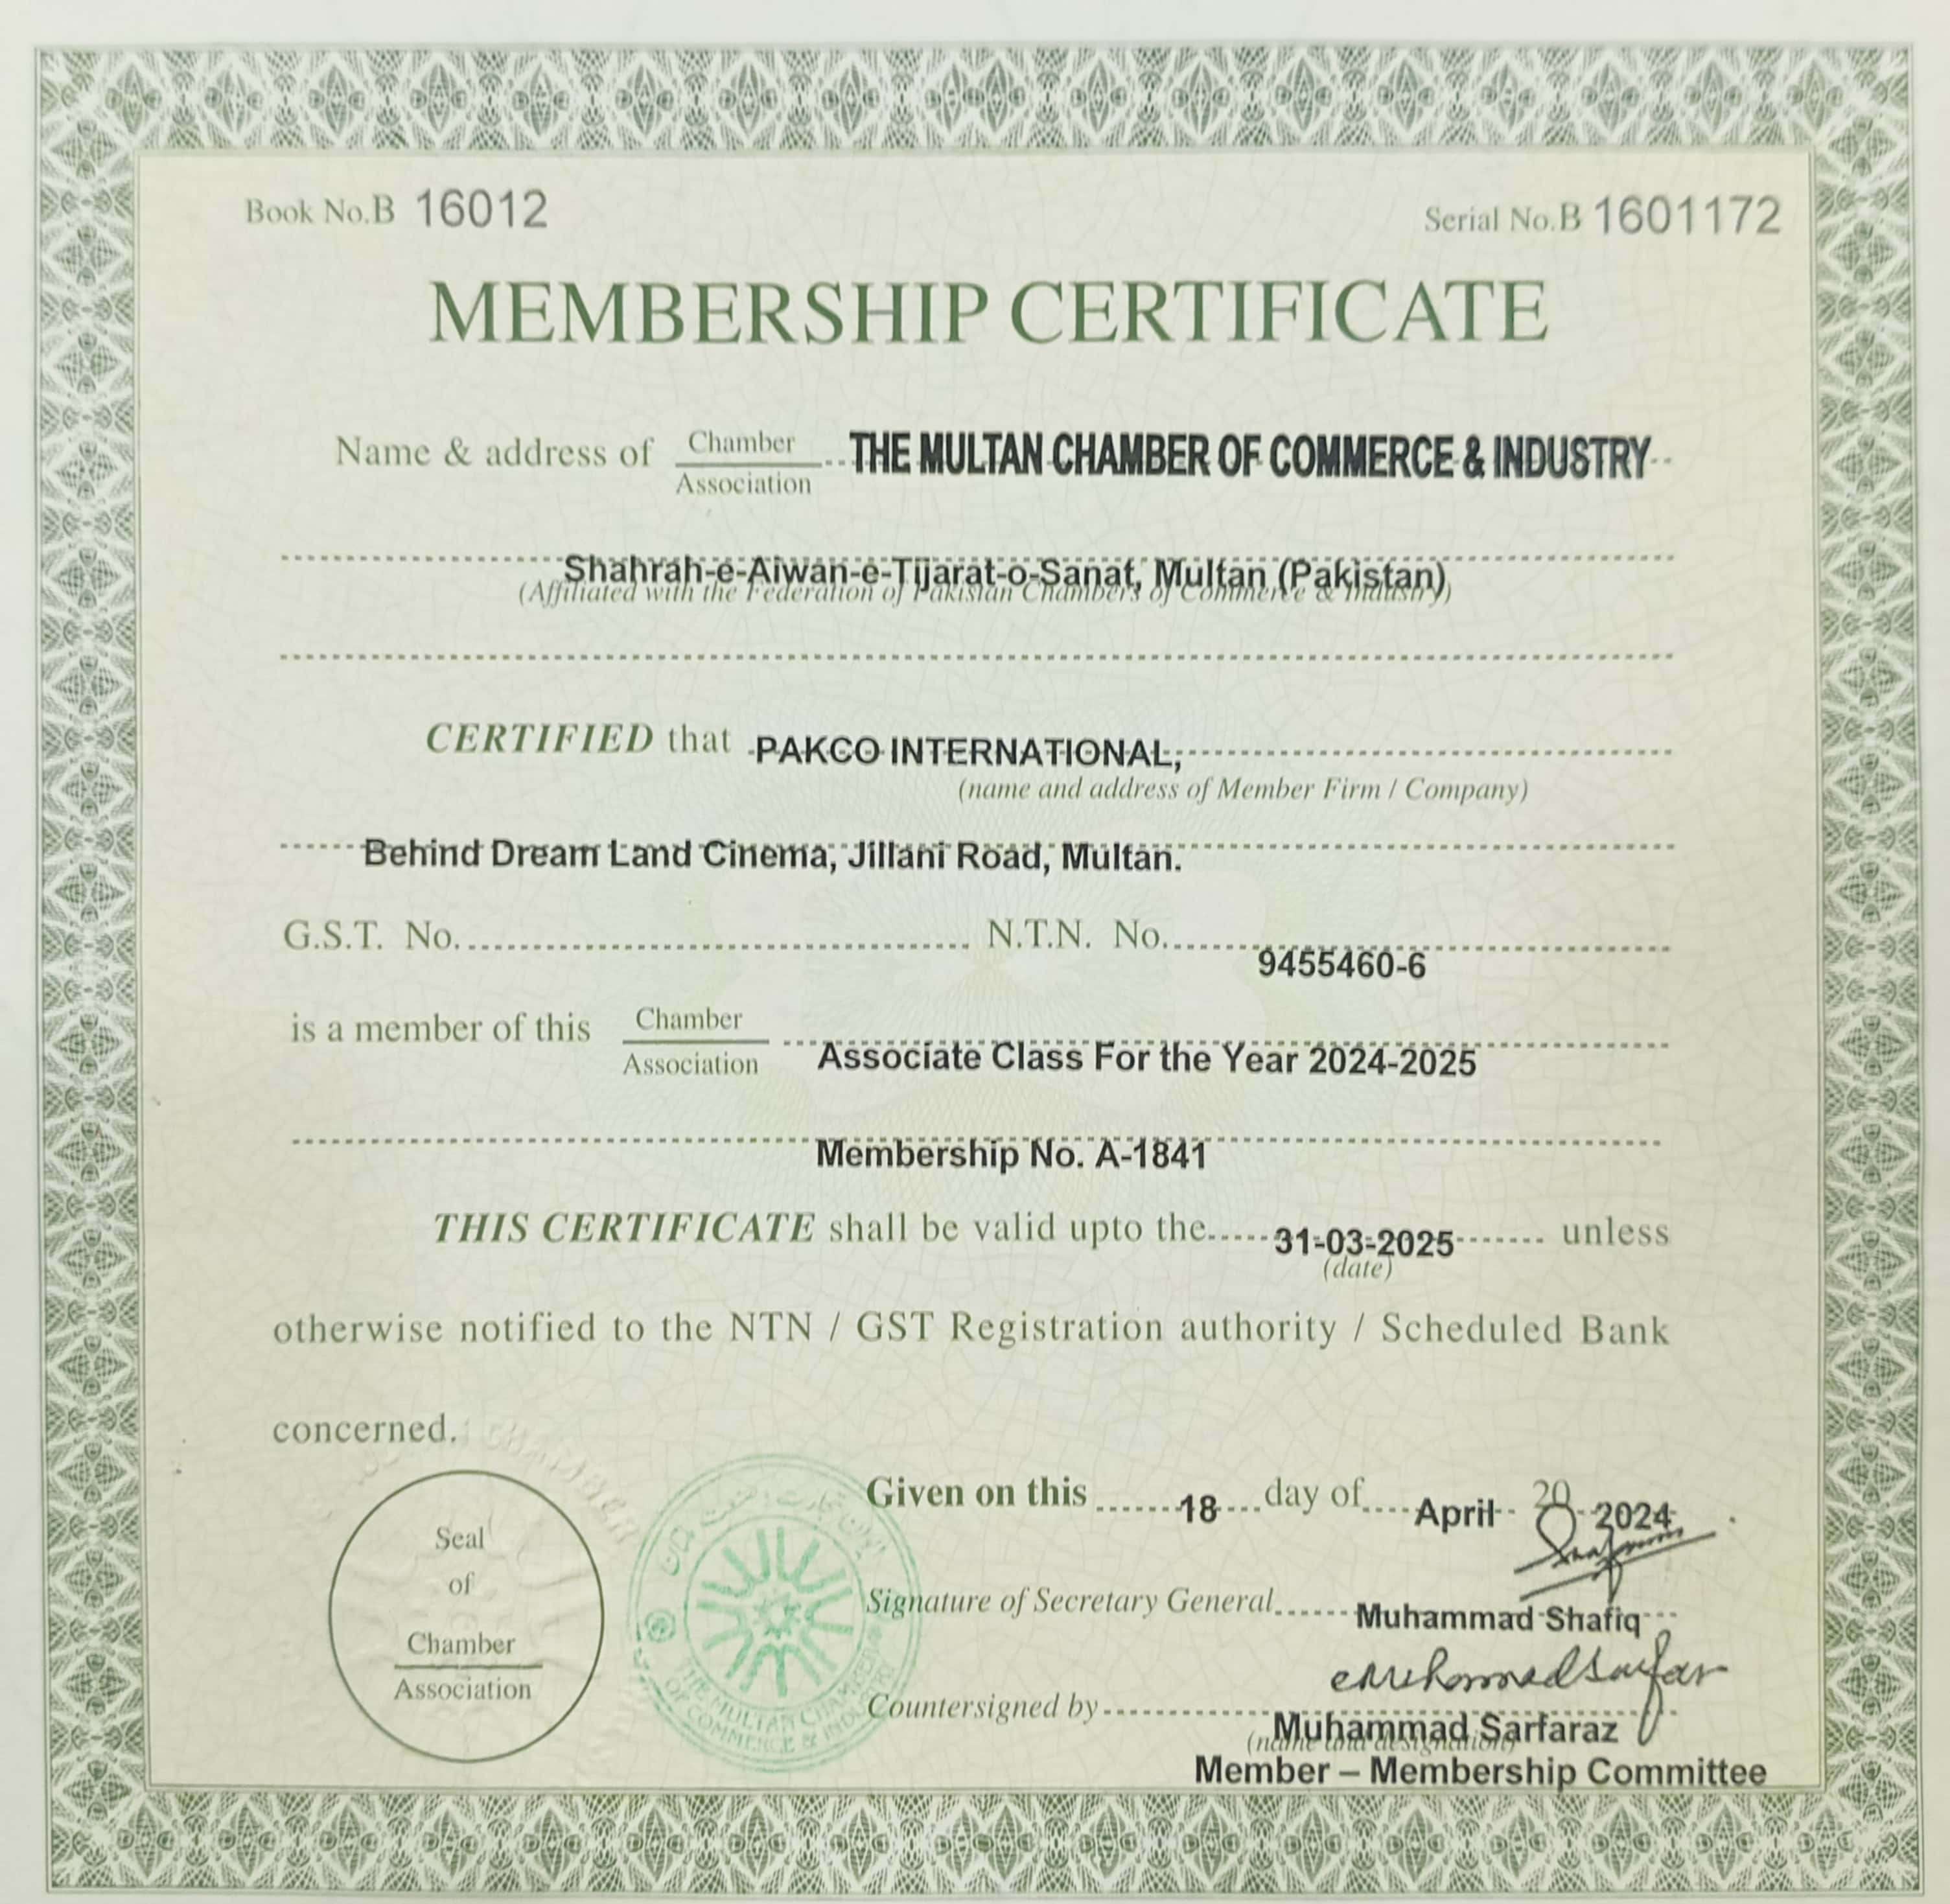 Book No.B 16012
Serial No.B 1601172
MEMBERSHIP CERTIFICATE
Name & address of Chamber THE MULTAN CHAMBER OF COMMERCE & INDUSTRY
Association
Shahrah-e-Aiwan-e-Tijarat-o-Sanat, Multan (Pakistan)
(Affiliated with the Federation of Pakistan Chambers of Commerce & Industry)
CERTIFIED that PAKCO INTERNATIONAL,
(name and address of Member Firm / Company)
Behind Dream Land Cinema, Jillani Road, Multan.
G.S.T. No. N.T.N. No. 9455460-6
is a member of this Chamber
Association Associate Class For the Year 2024-2025
Membership No. A-1841
THIS CERTIFICATE shall be valid upto the 31-03-2025 unless
(date)
otherwise notified to the NTN / GST Registration authority / Scheduled Bank
concerned.
Given on this 18 day of April 20 2024
Seal
of
Chamber
Association
THE MULTAN CHAMBER
OF COMMERCE & INDUSTRY
Signature of Secretary General Muhammad Shafiq
Countersigned by Muhammad Sarfaraz
(name and designation)
Member – Membership Committee